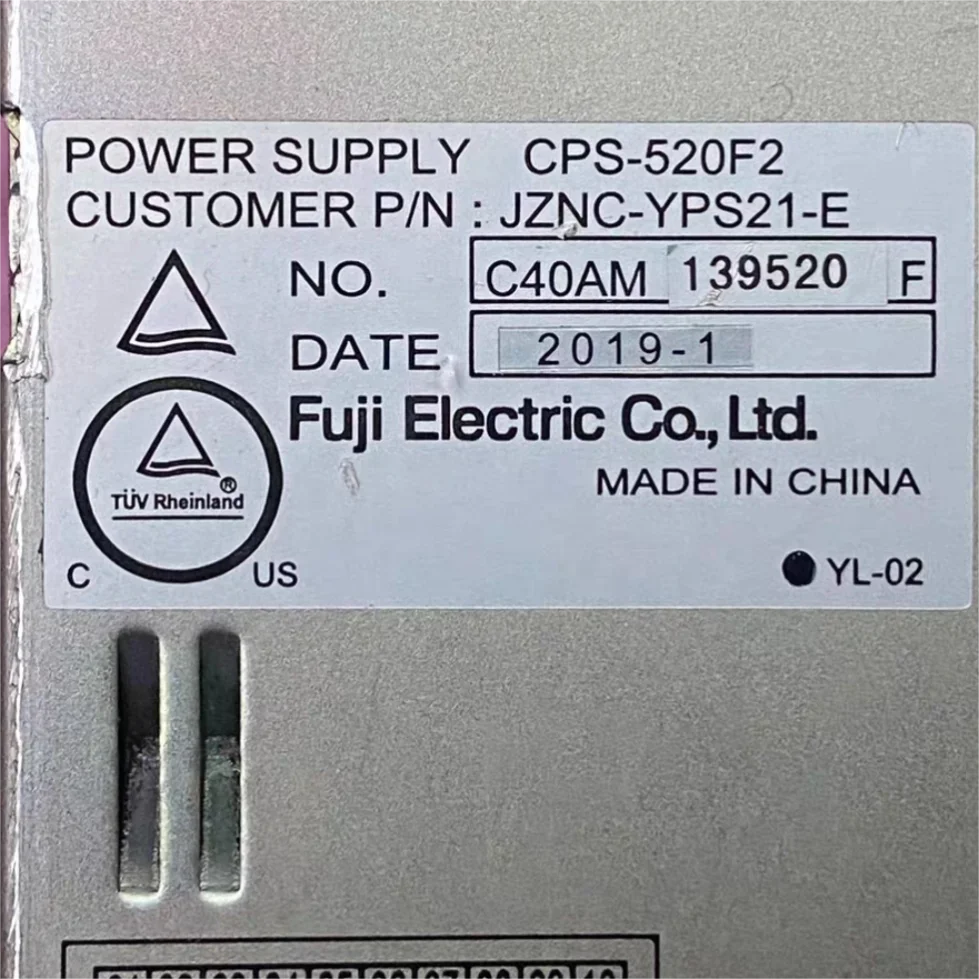 POWER SUPPLY CPS-520F2
CUSTOMER P/N : JZNC-YPS21-E
NO. C40AM 139520 F
DATE 2019-1
Fuji Electric Co., Ltd.
MADE IN CHINA
TÜV Rheinland®
C US
YL-02